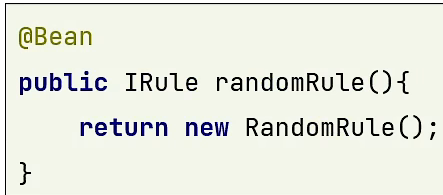 @Bean
public IRule randomRule(){
    return new RandomRule();
}